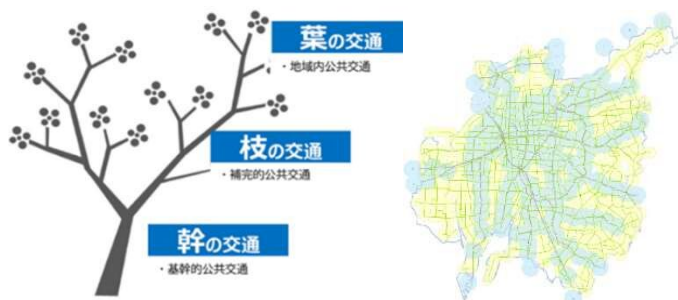 葉の交通
・地域内公共交通
枝の交通
・補完的公共交通
幹の交通
・基幹的公共交通